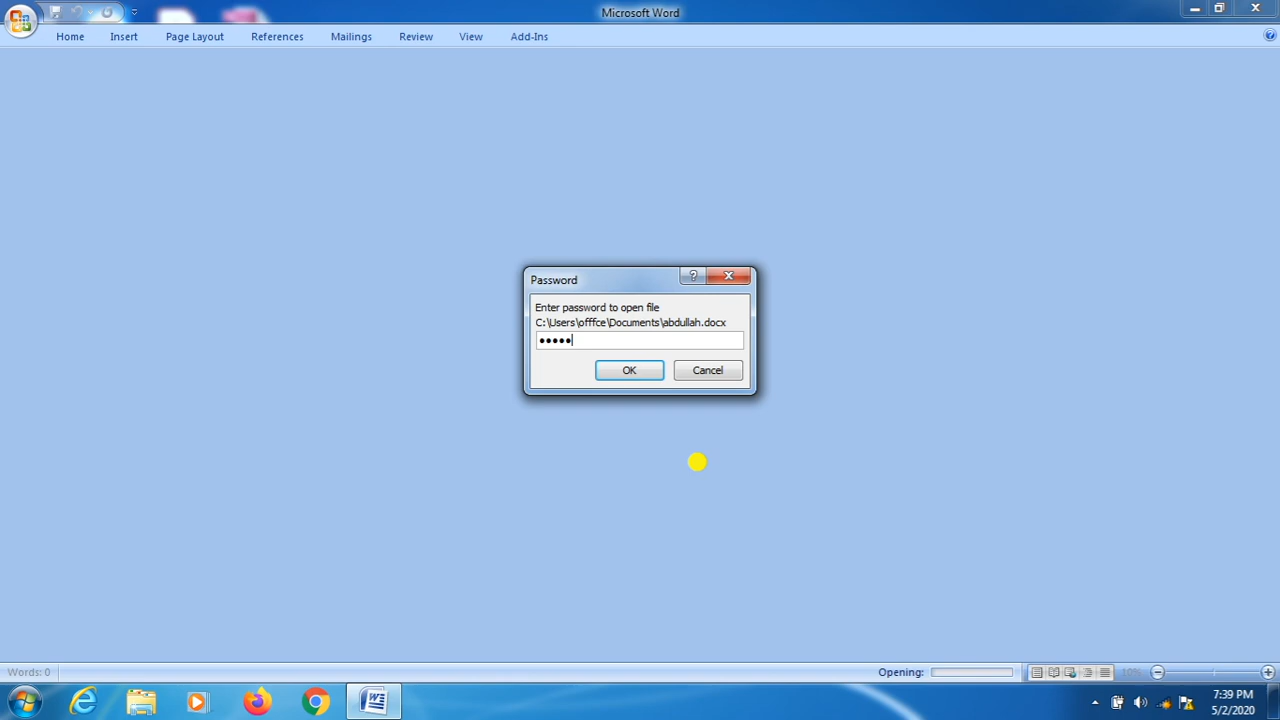 Microsoft Word
Home Insert Page Layout References Mailings Review View Add-Ins
Password
Enter password to open file
C:\Users\offfce\Documents\abdullah.docx
●●●●●
OK Cancel
Words: 0 Opening: 10%
7:39 PM
5/2/2020